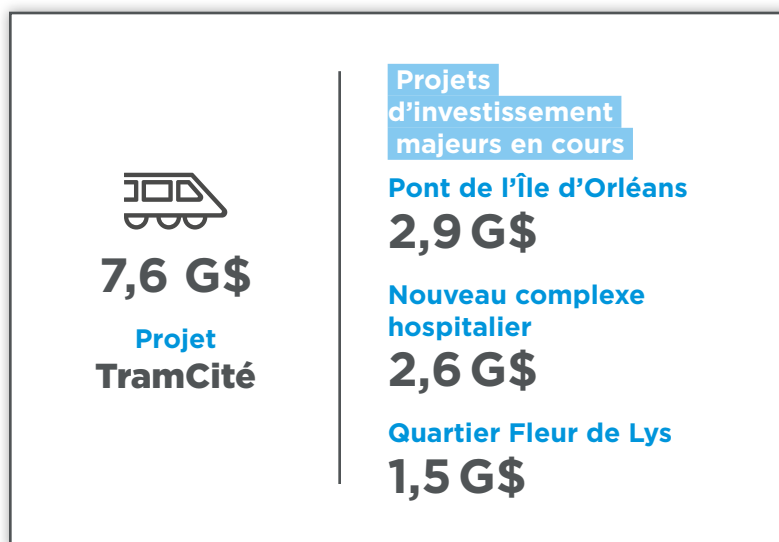 7,6 G$
Projet
TramCité
Projets
d’investissement
majeurs en cours
Pont de l’Île d’Orléans
2,9 G$
Nouveau complexe
hospitalier
2,6 G$
Quartier Fleur de Lys
1,5 G$